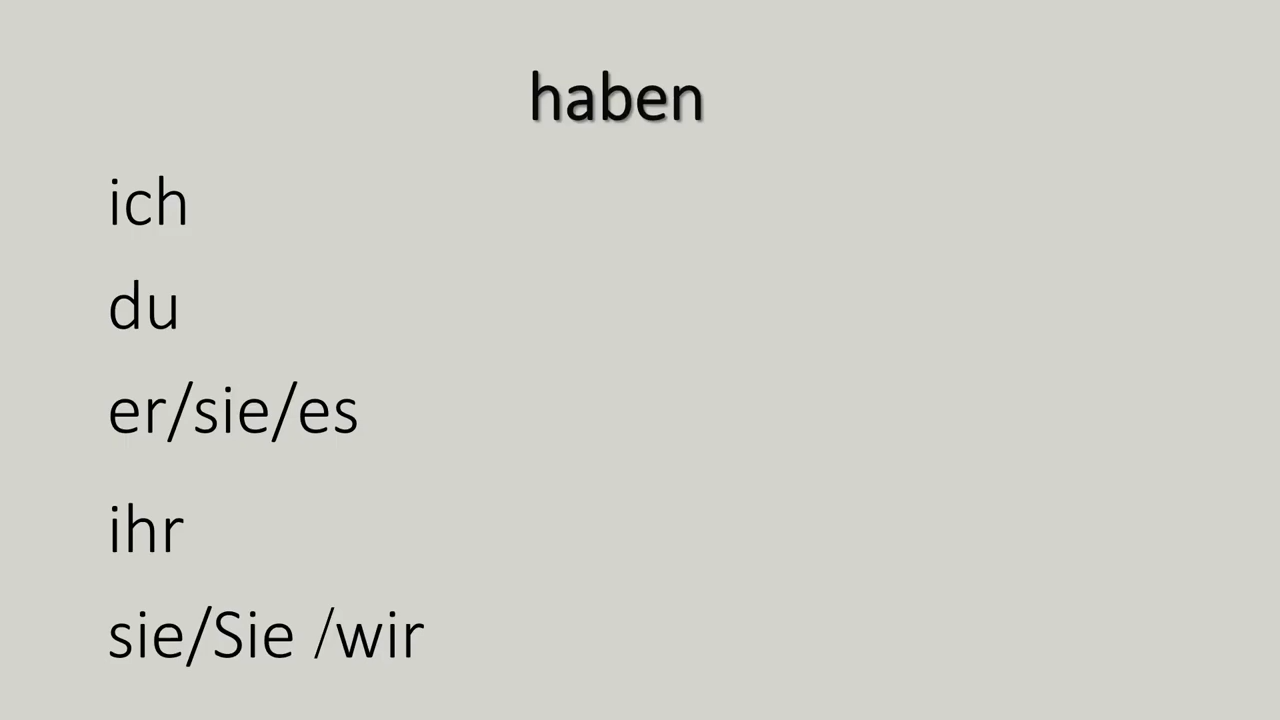 haben
ich
du
er/sie/es
ihr
sie/Sie /wir